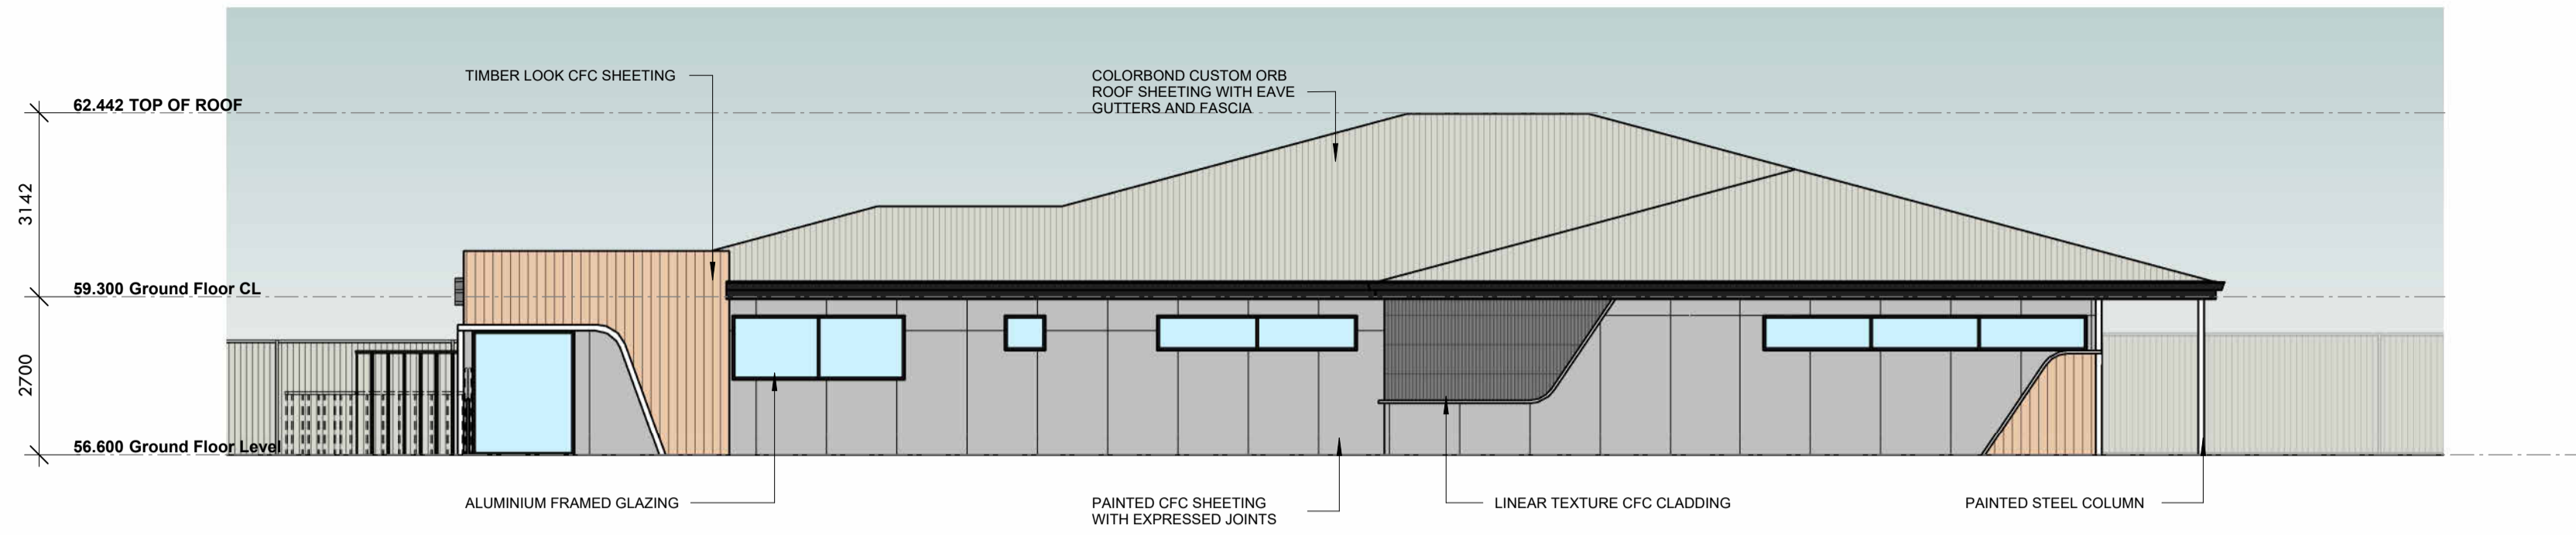 TIMBER LOOK CFC SHEETING
COLORBOND CUSTOM ORB
ROOF SHEETING WITH EAVE
GUTTERS AND FASCIA
62.442 TOP OF ROOF
3142
59.300 Ground Floor CL
2700
56.600 Ground Floor Level
ALUMINIUM FRAMED GLAZING
PAINTED CFC SHEETING
WITH EXPRESSED JOINTS
LINEAR TEXTURE CFC CLADDING
PAINTED STEEL COLUMN